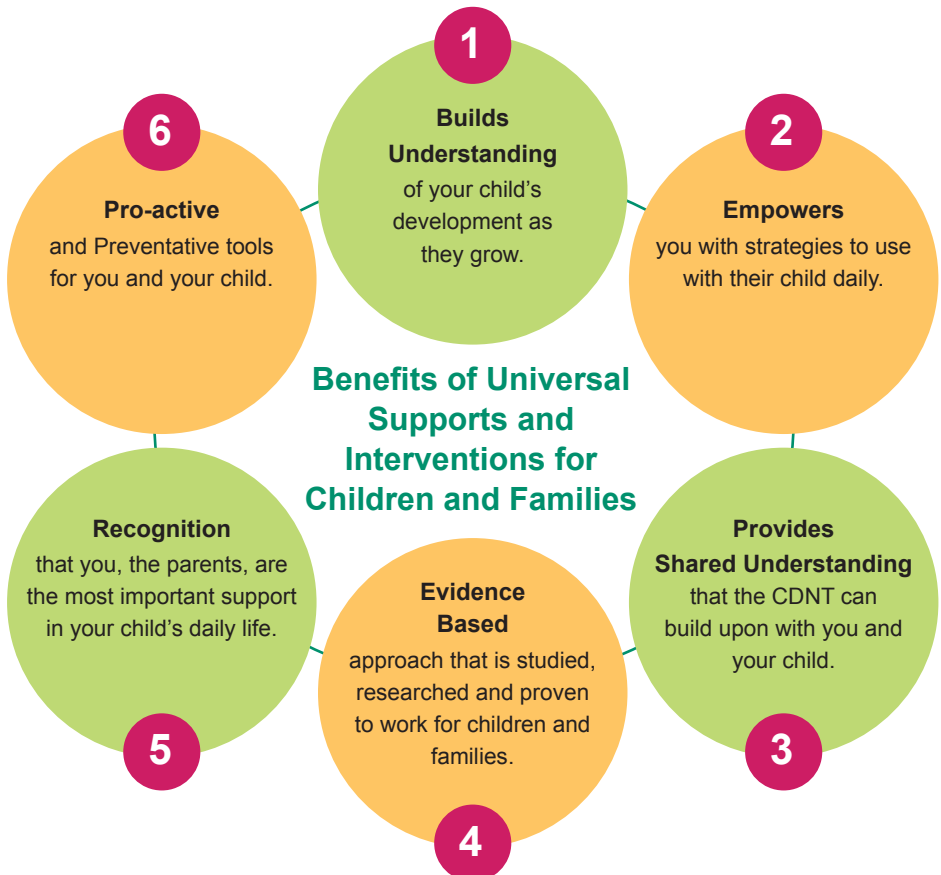 Benefits of Universal
Supports and
Interventions for
Children and Families
1
Builds
Understanding
of your child’s
development as
they grow.
2
Empowers
you with strategies to use
with their child daily.
Provides
Shared Understanding
that the CDNT can
build upon with you and
your child.
3
Evidence
Based
approach that is studied,
researched and proven
to work for children and
families.
4
Recognition
that you, the parents, are
the most important support
in your child’s daily life.
5
6
Pro-active
and Preventative tools
for you and your child.